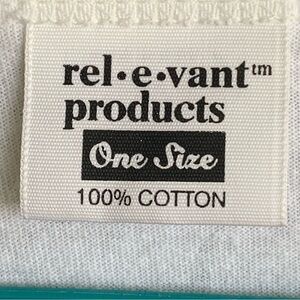 rel•e•vant™
products
One Size
100% COTTON